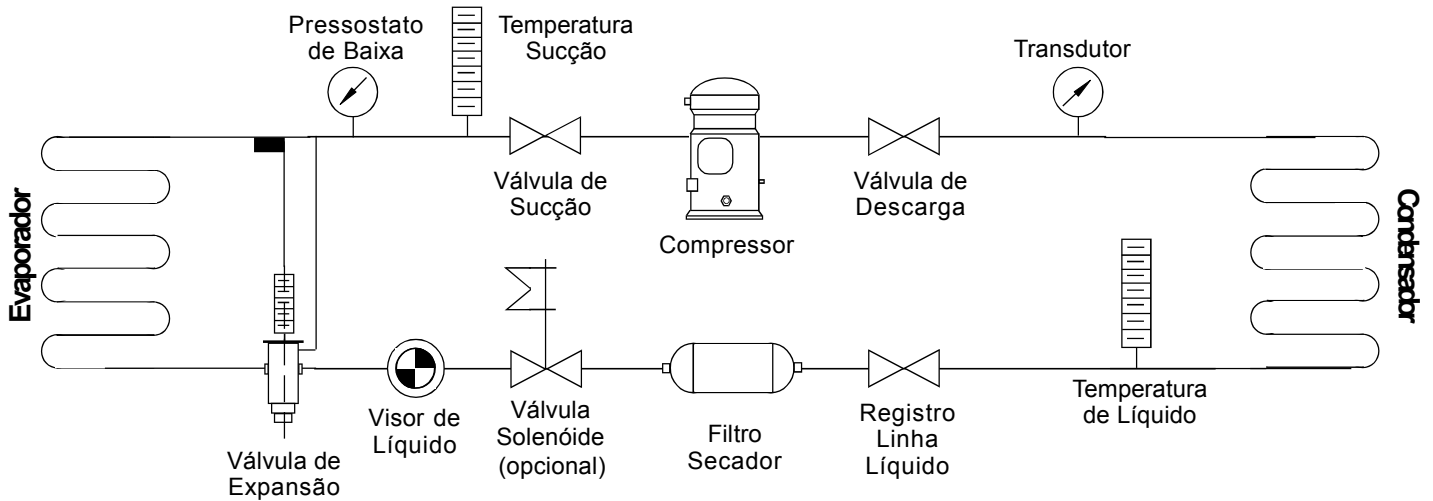 Pressostato
de Baixa
Temperatura
Sucção
Transdutor
Válvula de
Sucção
Compressor
Válvula de
Descarga
Evaporador
Condensador
Válvula de
Expansão
Visor de
Líquido
Válvula
Solenóide
(opcional)
Filtro
Secador
Registro
Linha
Líquido
Temperatura
de Líquido